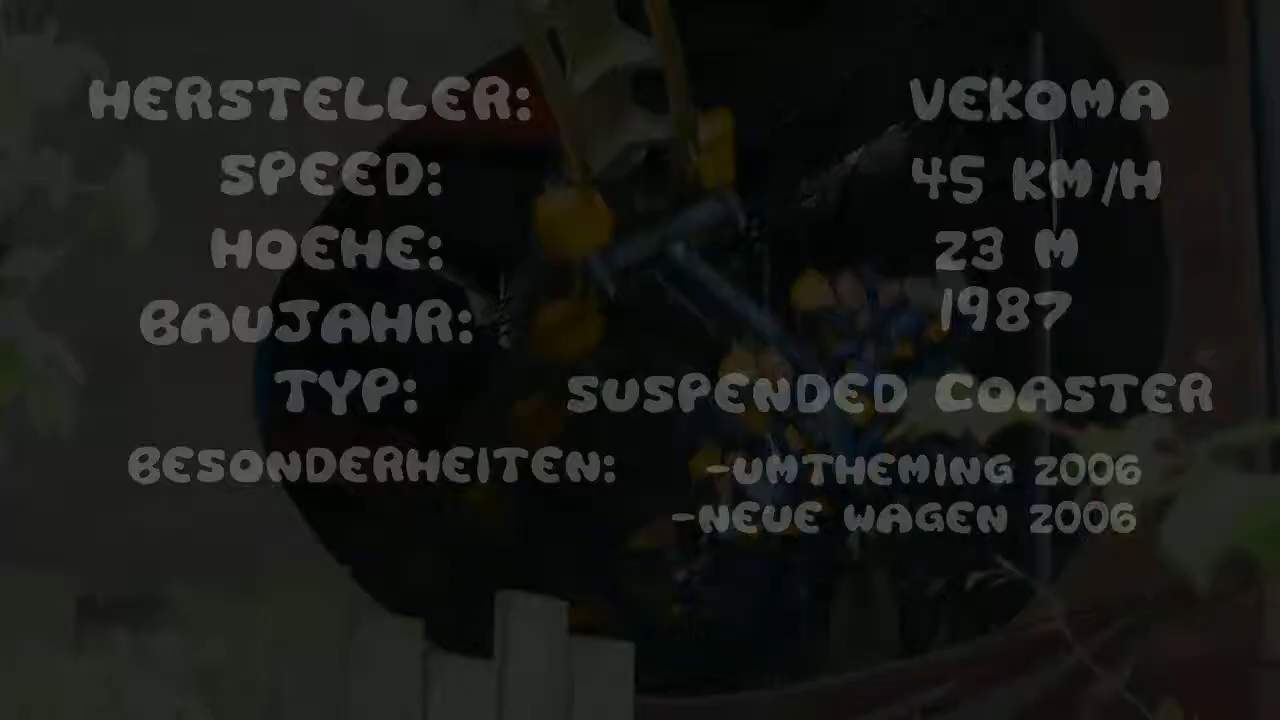 HERSTELLER: VEKOMA
SPEED: 45 KM/H
HOEHE: 23 M
BAUJAHR: 1987
TYP: SUSPENDED COASTER
BESONDERHEITEN: -UMTHEMING 2006
-NEUE WAGEN 2006